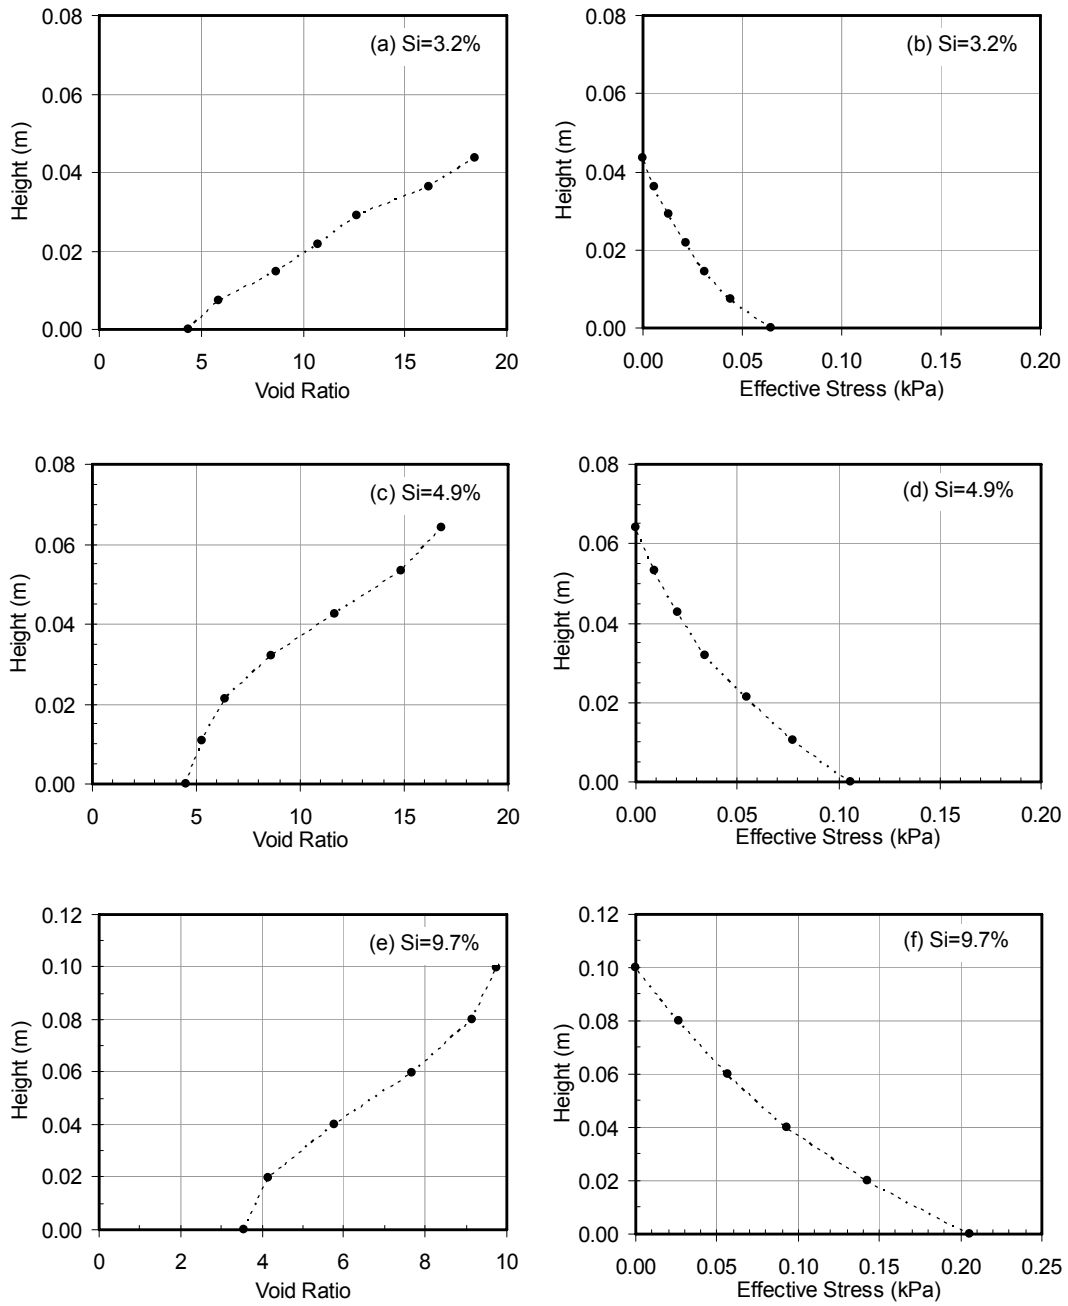 0.08
(a) Si=3.2%
0.06
0.04
0.02
0.00
Height (m)
0 5 10 15 20
Void Ratio
0.08
(b) Si=3.2%
0.06
0.04
0.02
0.00
Height (m)
0.00 0.05 0.10 0.15 0.20
Effective Stress (kPa)
0.08
(c) Si=4.9%
0.06
0.04
0.02
0.00
Height (m)
0 5 10 15 20
Void Ratio
0.08
(d) Si=4.9%
0.06
0.04
0.02
0.00
Height (m)
0.00 0.05 0.10 0.15 0.20
Effective Stress (kPa)
0.12
(e) Si=9.7%
0.10
0.08
0.06
0.04
0.02
0.00
Height (m)
0 2 4 6 8 10
Void Ratio
0.12
(f) Si=9.7%
0.10
0.08
0.06
0.04
0.02
0.00
Height (m)
0.00 0.05 0.10 0.15 0.20 0.25
Effective Stress (kPa)